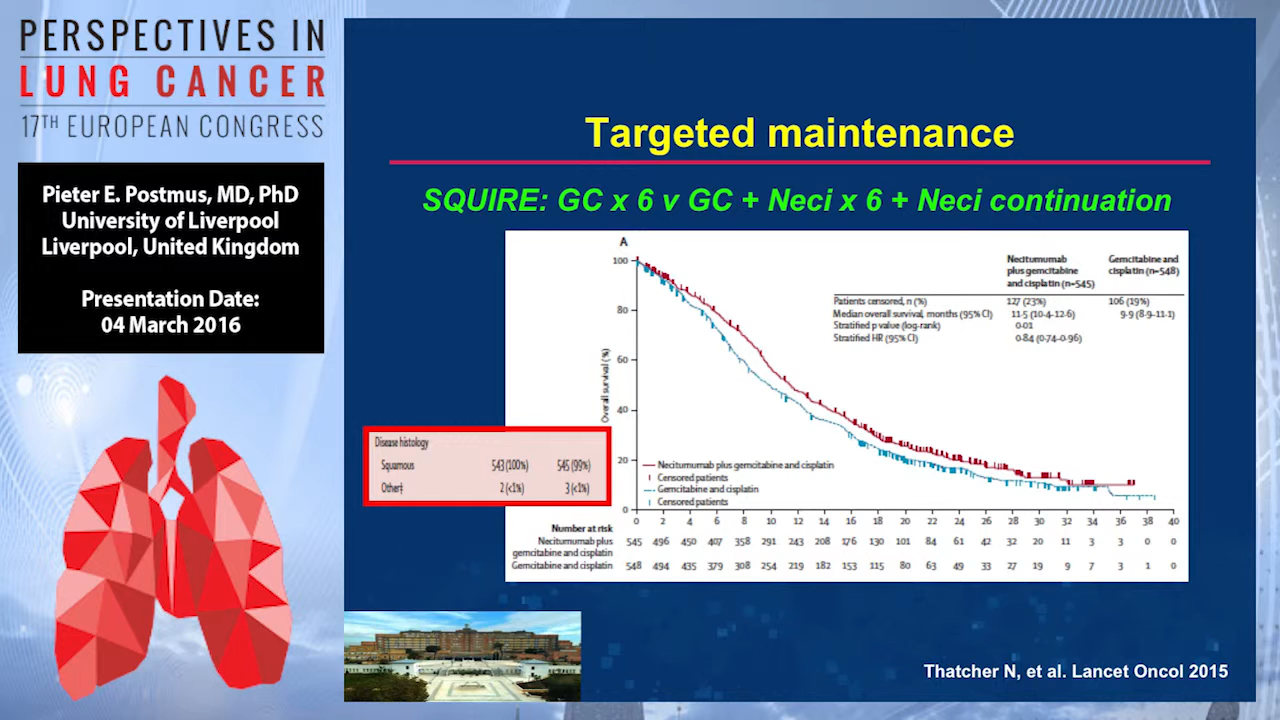 PERSPECTIVES IN
LUNG CANCER
17TH EUROPEAN CONGRESS
Pieter E. Postmus, MD, PhD
University of Liverpool
Liverpool, United Kingdom
Presentation Date:
04 March 2016
Targeted maintenance
SQUIRE: GC x 6 v GC + Neci x 6 + Neci continuation
A
Necitumumab plus gemcitabine and cisplatin (n=545)
Gemcitabine and cisplatin (n=548)
Patients censored, n (%) 127 (23%) 106 (19%)
Median overall survival, months (95% CI) 11·5 (10·4–12·6) 9·9 (8·9–11·1)
Stratified p value (log-rank) 0·01
Stratified HR (95% CI) 0·84 (0·74–0·96)
Overall survival (%)
100
80
60
40
20
0
Necitumumab plus gemcitabine and cisplatin
Censored patients
Gemcitabine and cisplatin
Censored patients
0 2 4 6 8 10 12 14 16 18 20 22 24 26 28 30 32 34 36 38 40
Disease histology
Squamous 543 (100%) 545 (99%)
Other‡ 2 (<1%) 3 (<1%)
Number at risk
Necitumumab plus 545 496 450 407 358 291 243 208 176 130 101 84 61 42 32 20 11 3 3 0 0
gemcitabine and cisplatin
Gemcitabine and cisplatin 548 494 435 379 308 254 219 182 153 115 80 63 49 33 27 19 9 7 3 1 0
Thatcher N, et al. Lancet Oncol 2015